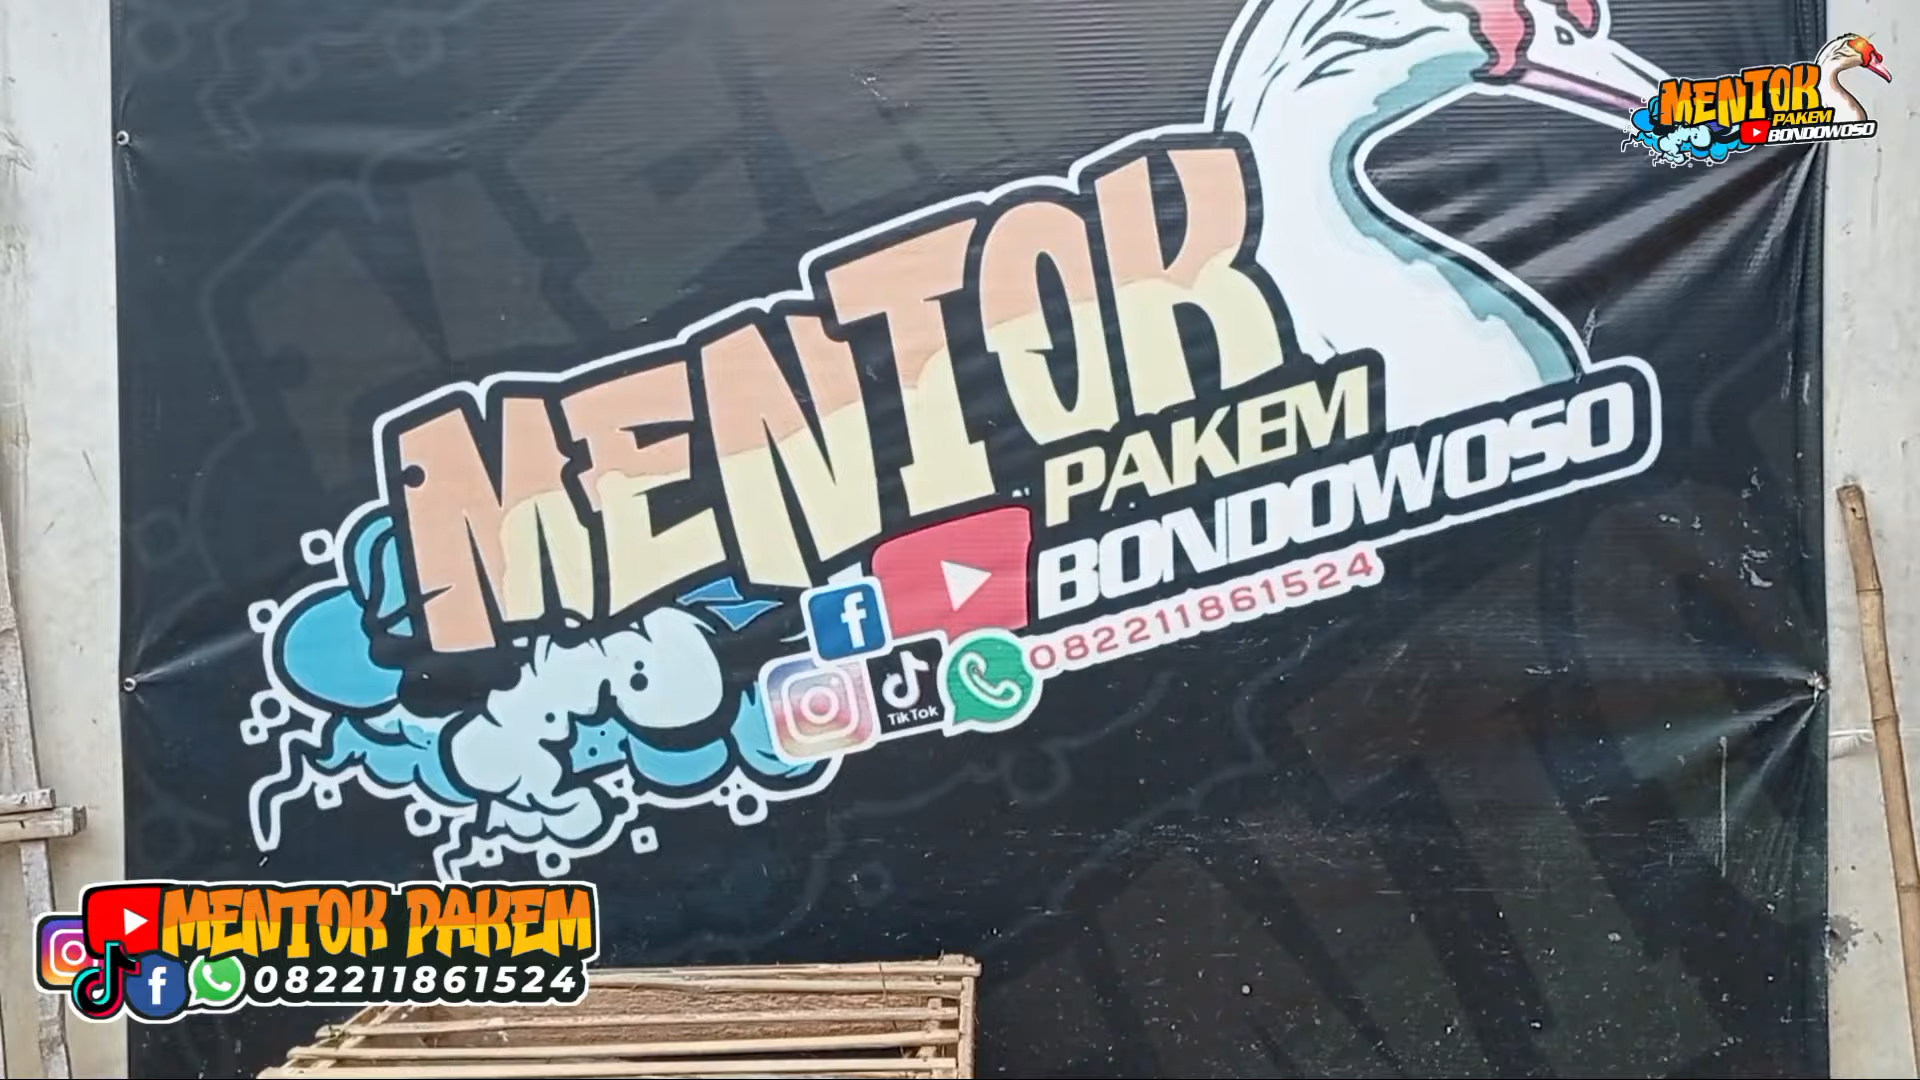 MENTOK
PAKEM
BONDOWOSO
MENTOK
PAKEM
BONDOWOSO
082211861524
TikTok
MENTOK PAKEM
082211861524